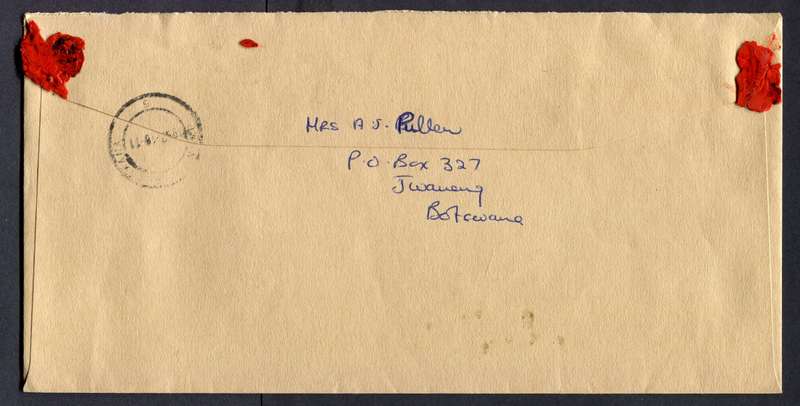 Mrs A S. Pullen
P.O. Box 327
Jwaneng
Botswana